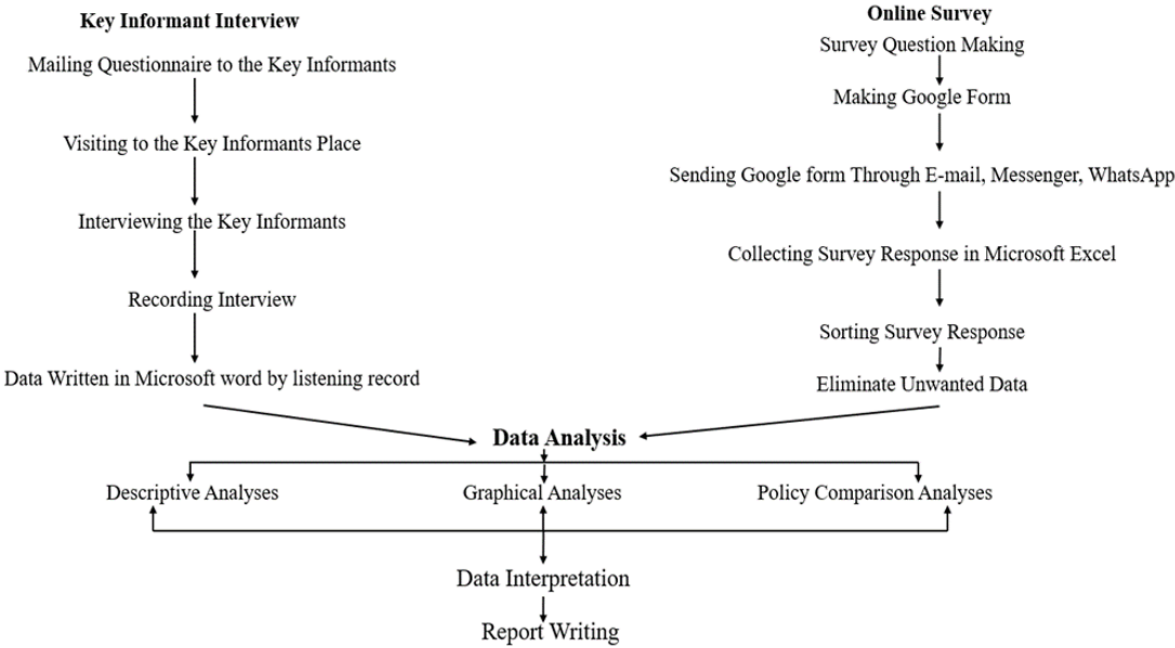 Key Informant Interview
Mailing Questionnaire to the Key Informants
Visiting to the Key Informants Place
Interviewing the Key Informants
Recording Interview
Data Written in Microsoft word by listening record
Online Survey
Survey Question Making
Making Google Form
Sending Google form Through E-mail, Messenger, WhatsApp
Collecting Survey Response in Microsoft Excel
Sorting Survey Response
Eliminate Unwanted Data
Data Analysis
Descriptive Analyses
Graphical Analyses
Policy Comparison Analyses
Data Interpretation
Report Writing